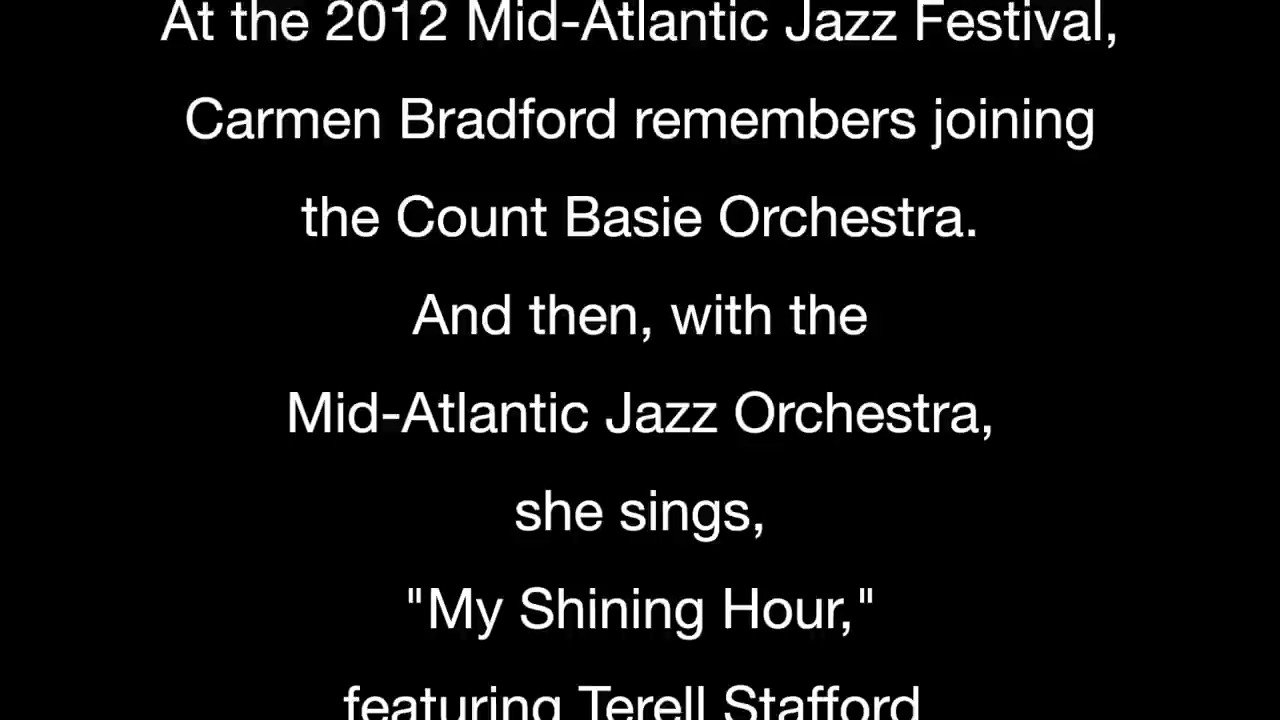 At the 2012 Mid-Atlantic Jazz Festival,
Carmen Bradford remembers joining
the Count Basie Orchestra.
And then, with the
Mid-Atlantic Jazz Orchestra,
she sings,
"My Shining Hour,"
featuring Terell Stafford